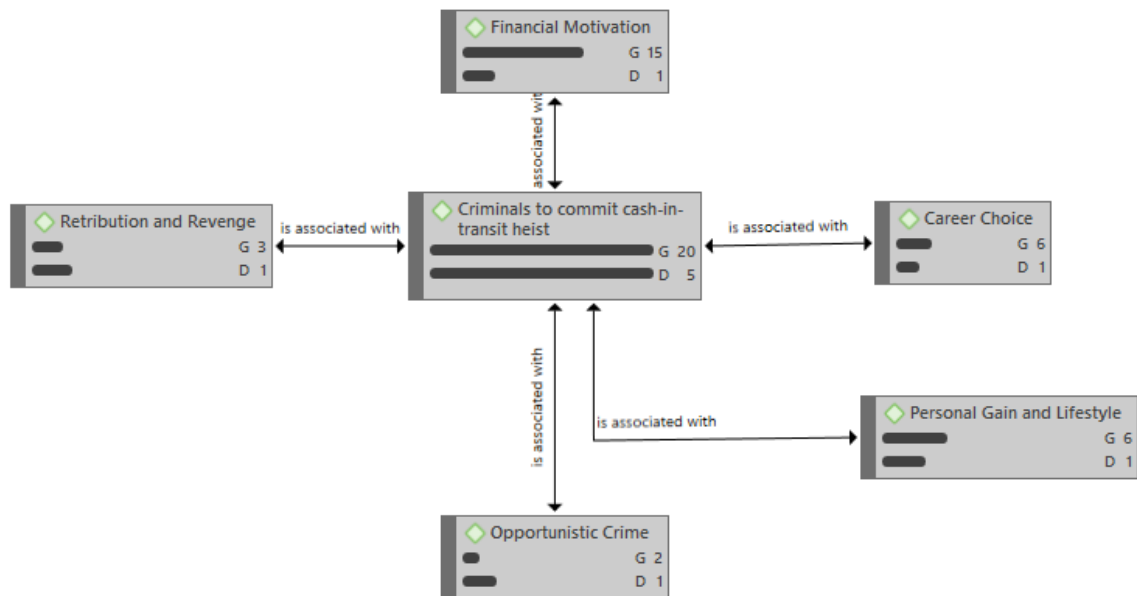 Financial Motivation
G 15
D 1
associated with
Retribution and Revenge
G 3
D 1
is associated with
Criminals to commit cash-in-
transit heist
G 20
D 5
is associated with
Career Choice
G 6
D 1
is associated with
is associated with
Personal Gain and Lifestyle
G 6
D 1
Opportunistic Crime
G 2
D 1